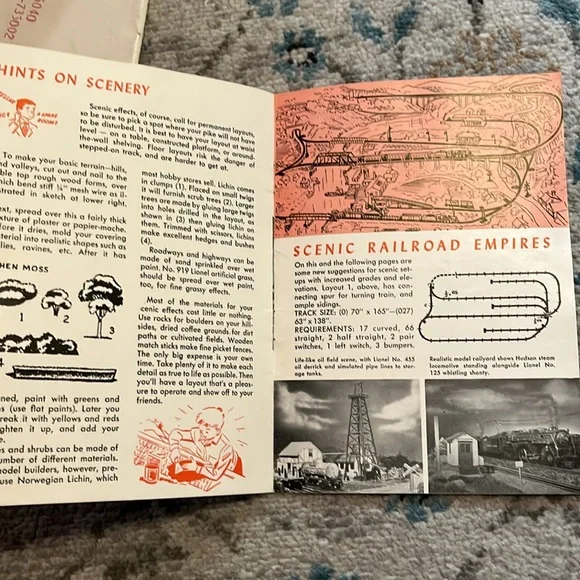 5040
-739002
HINTS ON SCENERY
Scenic effects, of course, call for permanent layouts,
so be sure to pick a spot where your pike will not have
to be disturbed. It is best to have your layout at waist
level — on a table, constructed platform, or around-
the-wall shelving. Floor layouts risk the danger of
stepped-on track, and are harder to get at.
To make your basic terrain—hills,
nd valleys, cut out and nail to the
ble top rough wood forms, over
hich bend stiff ¼" mesh wire as il-
strated in sketch at lower right.
ext, spread over this a fairly thick
xture of plaster or papier-mache.
fore it dries, mold your covering
terial into realistic shapes such as
lies, ravines, etc. After it has
HEN MOSS
1
2
3
4
ned, paint with greens and
s (use flat paints). Later you
reak it with yellows and reds
ghten it up, and add your
e.
es and shrubs can be made of
umber of different materials.
odel builders, however, pre-
use Norwegian Lichin, which
most hobby stores sell. Lichin comes
in clumps (1). Placed on small twigs
it will furnish scrub trees (2). Larger
trees are made by gluing large twigs
into holes drilled in the layout, as
shown in (3) then gluing lichin on
them. Trimmed with scissors, lichin
make excellent hedges and bushes
(4).
Roadways and highways can be
made of sand sprinkled over wet
paint. No. 919 Lionel artificial grass,
should be spread over wet paint,
too, for fine grassy effects.
Most of the materials for your
scenic effects cost little or nothing.
Use rocks for boulders on your hill-
sides, dried coffee grounds for dirt
paths or cultivated fields. Wooden
match sticks make fine picket fences.
The only big expense is your own
time. Take plenty of it to make each
detail as true to life as possible. Then
you'll have a layout that's a pleas-
ure to operate and show off to your
friends.
SCENIC RAILROAD EMPIRES
On this and the following pages are
some new suggestions for scenic set-
ups with increased grades and ele-
vations. Layout 1, above, has con-
necting spur for turning train, and
ample sidings.
TRACK SIZE: (0) 70" x 165"—(027)
63" x 138".
REQUIREMENTS: 17 curved, 66
straight, 2 half straight, 2 pair
switches, 1 left switch, 3 bumpers.
Life-like oil field scene, with Lionel No. 455
oil derrick and simulated pipe lines to stor-
age tanks.
Realistic model railyard shows Hudson steam
locomotive standing alongside Lionel No.
125 whistling shanty.